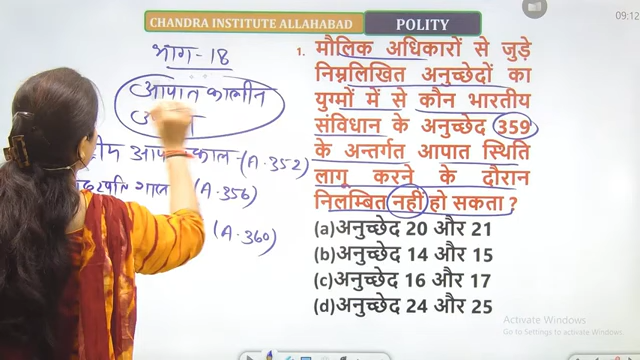 CHANDRA INSTITUTE ALLAHABAD POLITY
09:12
भाग-18
आपात कालीन
आपातकाल-(A.352)
(A.356)
(A.360)
1. मौलिक अधिकारों से जुड़े
निम्नलिखित अनुच्छेदों का
युग्मों में से कौन भारतीय
संविधान के अनुच्छेद 359
के अन्तर्गत आपात स्थिति
लागू करने के दौरान
निलम्बित नहीं हो सकता ?
(a)अनुच्छेद 20 और 21
(b)अनुच्छेद 14 और 15
(c)अनुच्छेद 16 और 17
(d)अनुच्छेद 24 और 25
Activate Windows
Go to Settings to activate Windows.